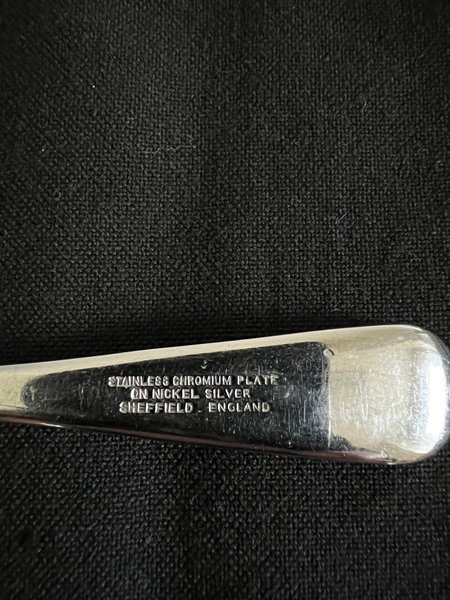 STAINLESS CHROMIUM PLATE
ON NICKEL SILVER
SHEFFIELD . ENGLAND